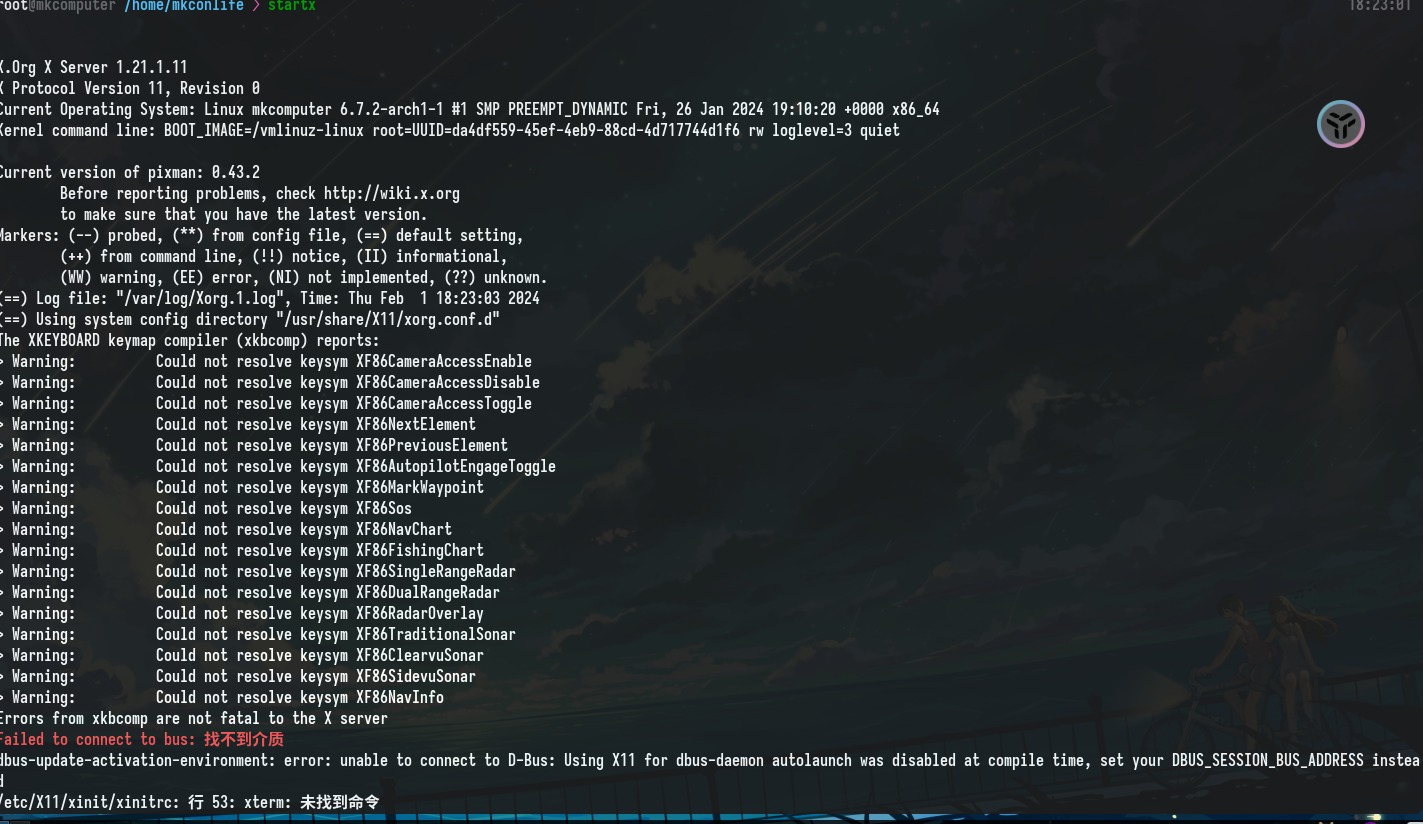 root@mkcomputer /home/mkconlife > startx 18:23:01
X.Org X Server 1.21.1.11
X Protocol Version 11, Revision 0
Current Operating System: Linux mkcomputer 6.7.2-arch1-1 #1 SMP PREEMPT_DYNAMIC Fri, 26 Jan 2024 19:10:20 +0000 x86_64
Kernel command line: BOOT_IMAGE=/vmlinuz-linux root=UUID=da4df559-45ef-4eb9-88cd-4d717744d1f6 rw loglevel=3 quiet
Current version of pixman: 0.43.2
Before reporting problems, check http://wiki.x.org
to make sure that you have the latest version.
Markers: (--) probed, (**) from config file, (==) default setting,
(++) from command line, (!!) notice, (II) informational,
(WW) warning, (EE) error, (NI) not implemented, (??) unknown.
(==) Log file: "/var/log/Xorg.1.log", Time: Thu Feb  1 18:23:03 2024
(==) Using system config directory "/usr/share/X11/xorg.conf.d"
The XKEYBOARD keymap compiler (xkbcomp) reports:
> Warning:          Could not resolve keysym XF86CameraAccessEnable
> Warning:          Could not resolve keysym XF86CameraAccessDisable
> Warning:          Could not resolve keysym XF86CameraAccessToggle
> Warning:          Could not resolve keysym XF86NextElement
> Warning:          Could not resolve keysym XF86PreviousElement
> Warning:          Could not resolve keysym XF86AutopilotEngageToggle
> Warning:          Could not resolve keysym XF86MarkWaypoint
> Warning:          Could not resolve keysym XF86Sos
> Warning:          Could not resolve keysym XF86NavChart
> Warning:          Could not resolve keysym XF86FishingChart
> Warning:          Could not resolve keysym XF86SingleRangeRadar
> Warning:          Could not resolve keysym XF86DualRangeRadar
> Warning:          Could not resolve keysym XF86RadarOverlay
> Warning:          Could not resolve keysym XF86TraditionalSonar
> Warning:          Could not resolve keysym XF86ClearvuSonar
> Warning:          Could not resolve keysym XF86SidevuSonar
> Warning:          Could not resolve keysym XF86NavInfo
Errors from xkbcomp are not fatal to the X server
Failed to connect to bus: 找不到介质
dbus-update-activation-environment: error: unable to connect to D-Bus: Using X11 for dbus-daemon autolaunch was disabled at compile time, set your DBUS_SESSION_BUS_ADDRESS instea
d
/etc/X11/xinit/xinitrc: 行 53: xterm: 未找到命令